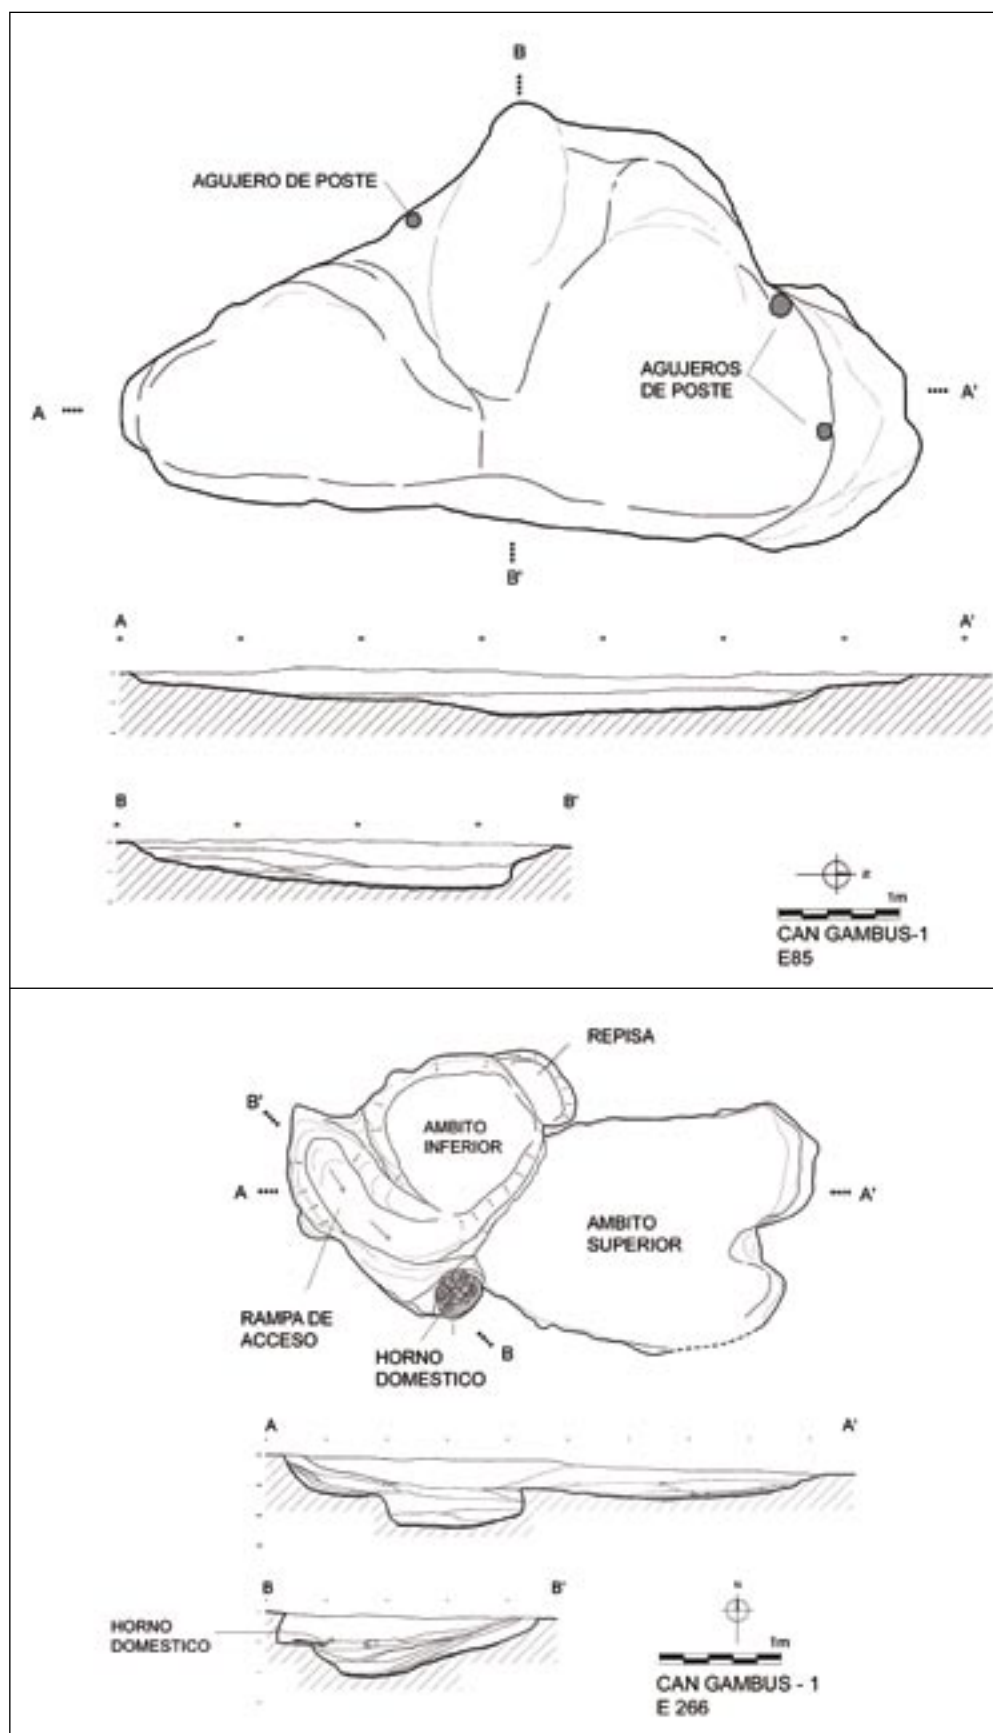 B
AGUJERO DE POSTE
AGUJEROS
DE POSTE
A
A'
B'
A
A'
B
B'
1m
CAN GAMBUS-1
E85
REPISA
B'
AMBITO
INFERIOR
A
A'
AMBITO
SUPERIOR
RAMPA DE
ACCESO
B
HORNO
DOMESTICO
A
A'
B
B'
HORNO
DOMESTICO
1m
CAN GAMBUS - 1
E 266